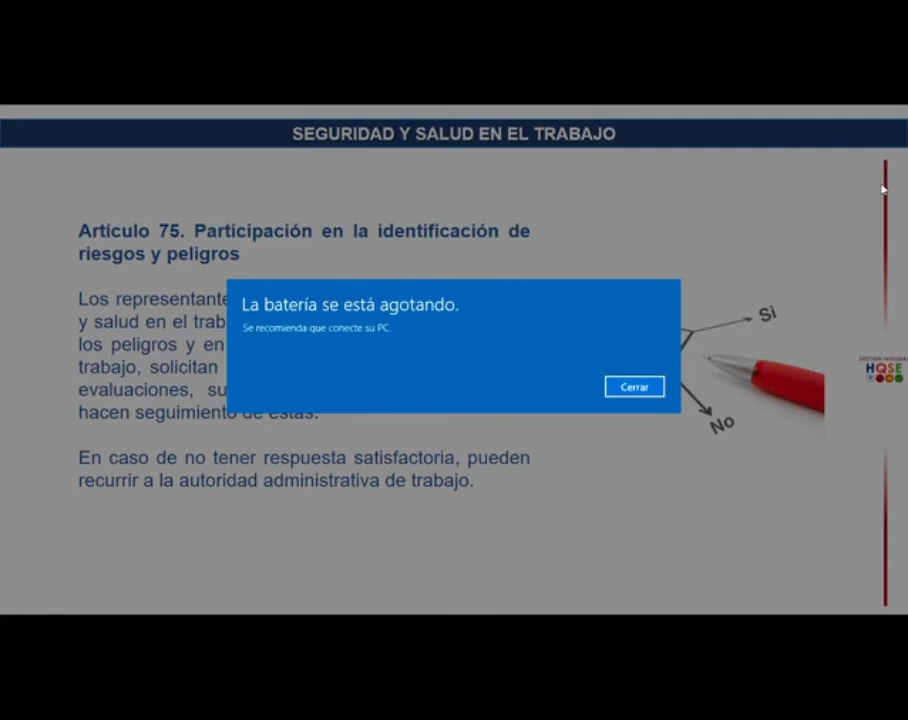 SEGURIDAD Y SALUD EN EL TRABAJO
Artículo 75. Participación en la identificación de
riesgos y peligros
Los representante
y salud en el trab
los peligros y en
trabajo, solicitan
evaluaciones, su
hacen seguimiento de estas.
En caso de no tener respuesta satisfactoria, pueden
recurrir a la autoridad administrativa de trabajo.
La batería se está agotando.
Se recomienda que conecte su PC.
Cerrar
Si
No
GESTIÓN INTEGRAL
HQSE